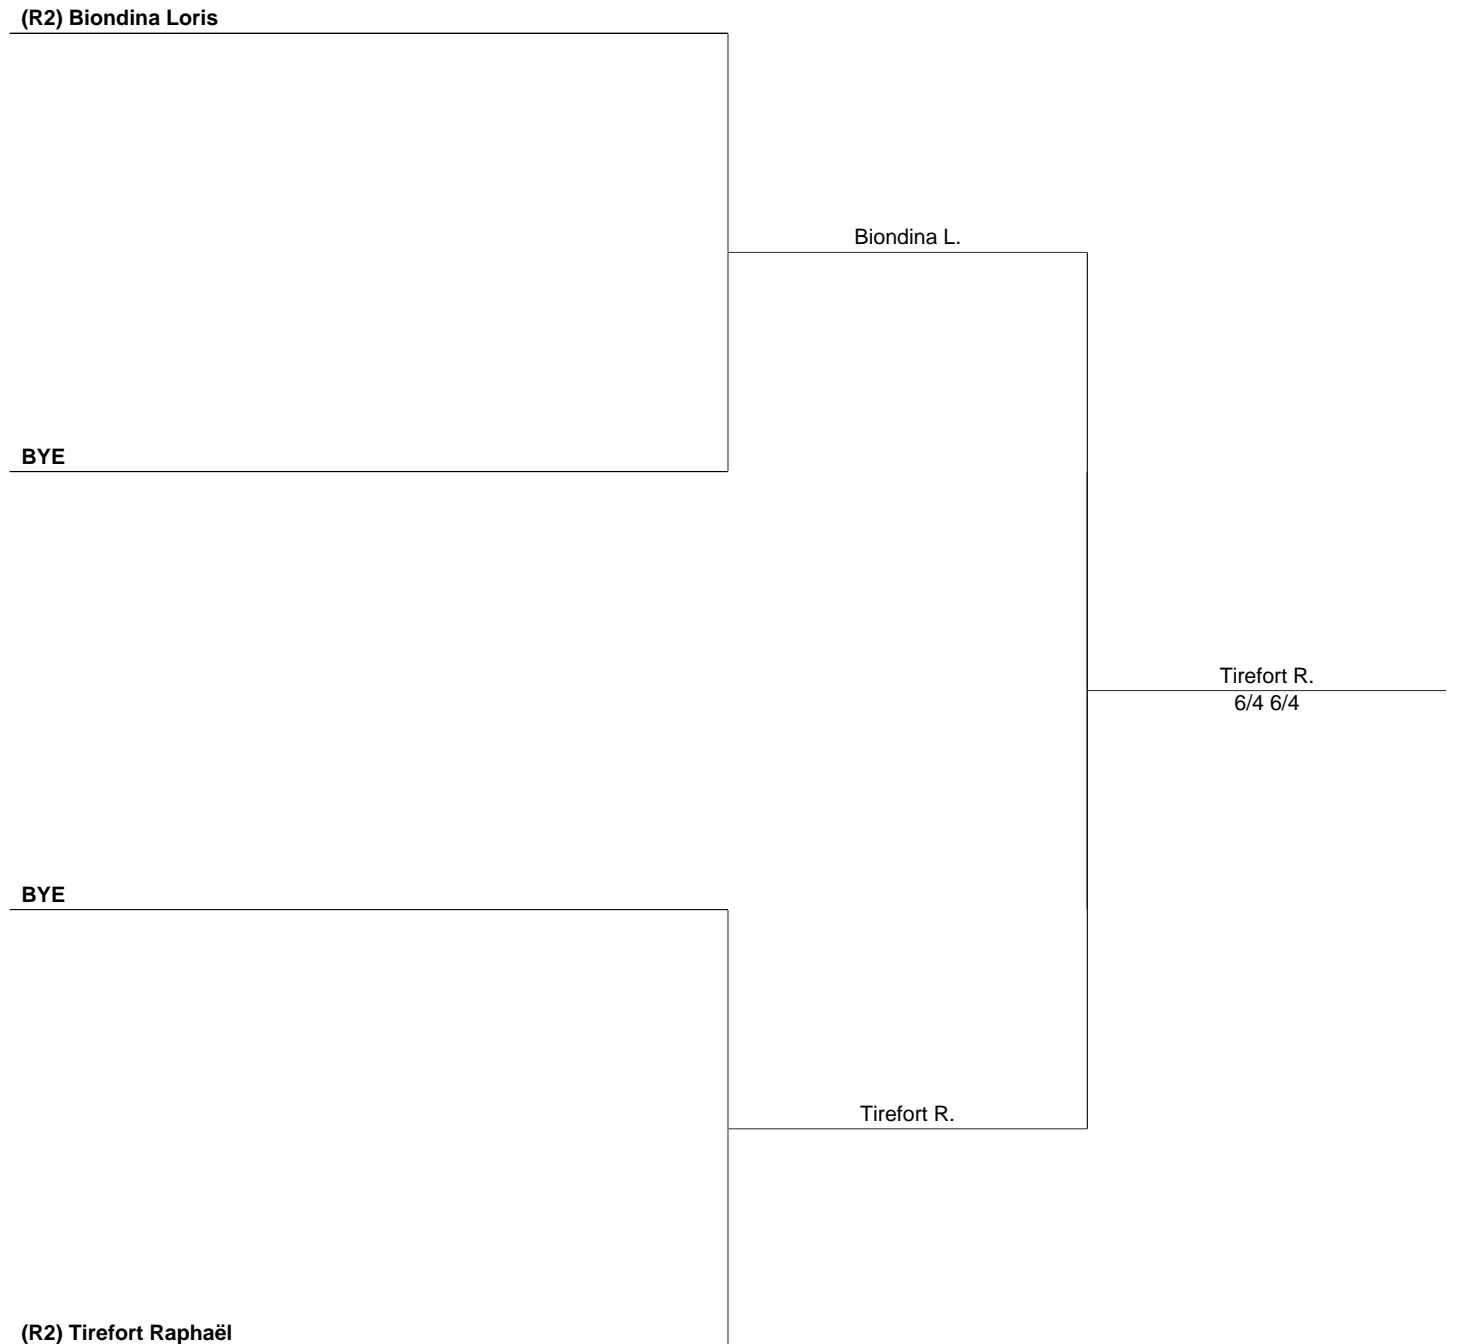 (R2) Biondina Loris
Biondina L.
BYE
Tirefort R.
6/4 6/4
BYE
Tirefort R.
(R2) Tirefort Raphaël